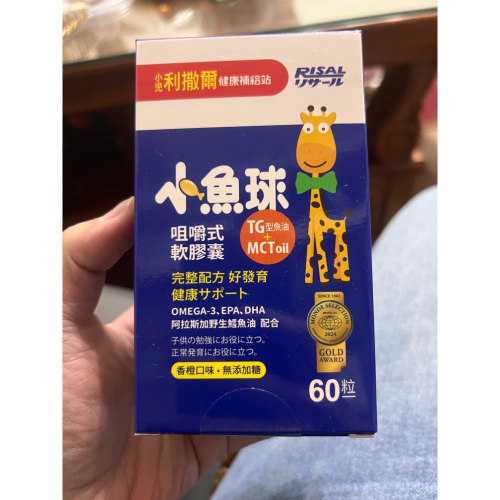 小兒利撒爾健康補給站
RISAL
リサール
小魚球
咀嚼式
軟膠囊
TG型魚油
+
MCT oil
完整配方 好發育
健康サポート
OMEGA-3、EPA、DHA
阿拉斯加野生鱈魚油 配合
子供の勉強にお役に立つ。
正常発育にお役に立つ。
香橙口味・無添加糖
SINCE 1961
MONDE SELECTION
2024
GOLD
AWARD
60粒